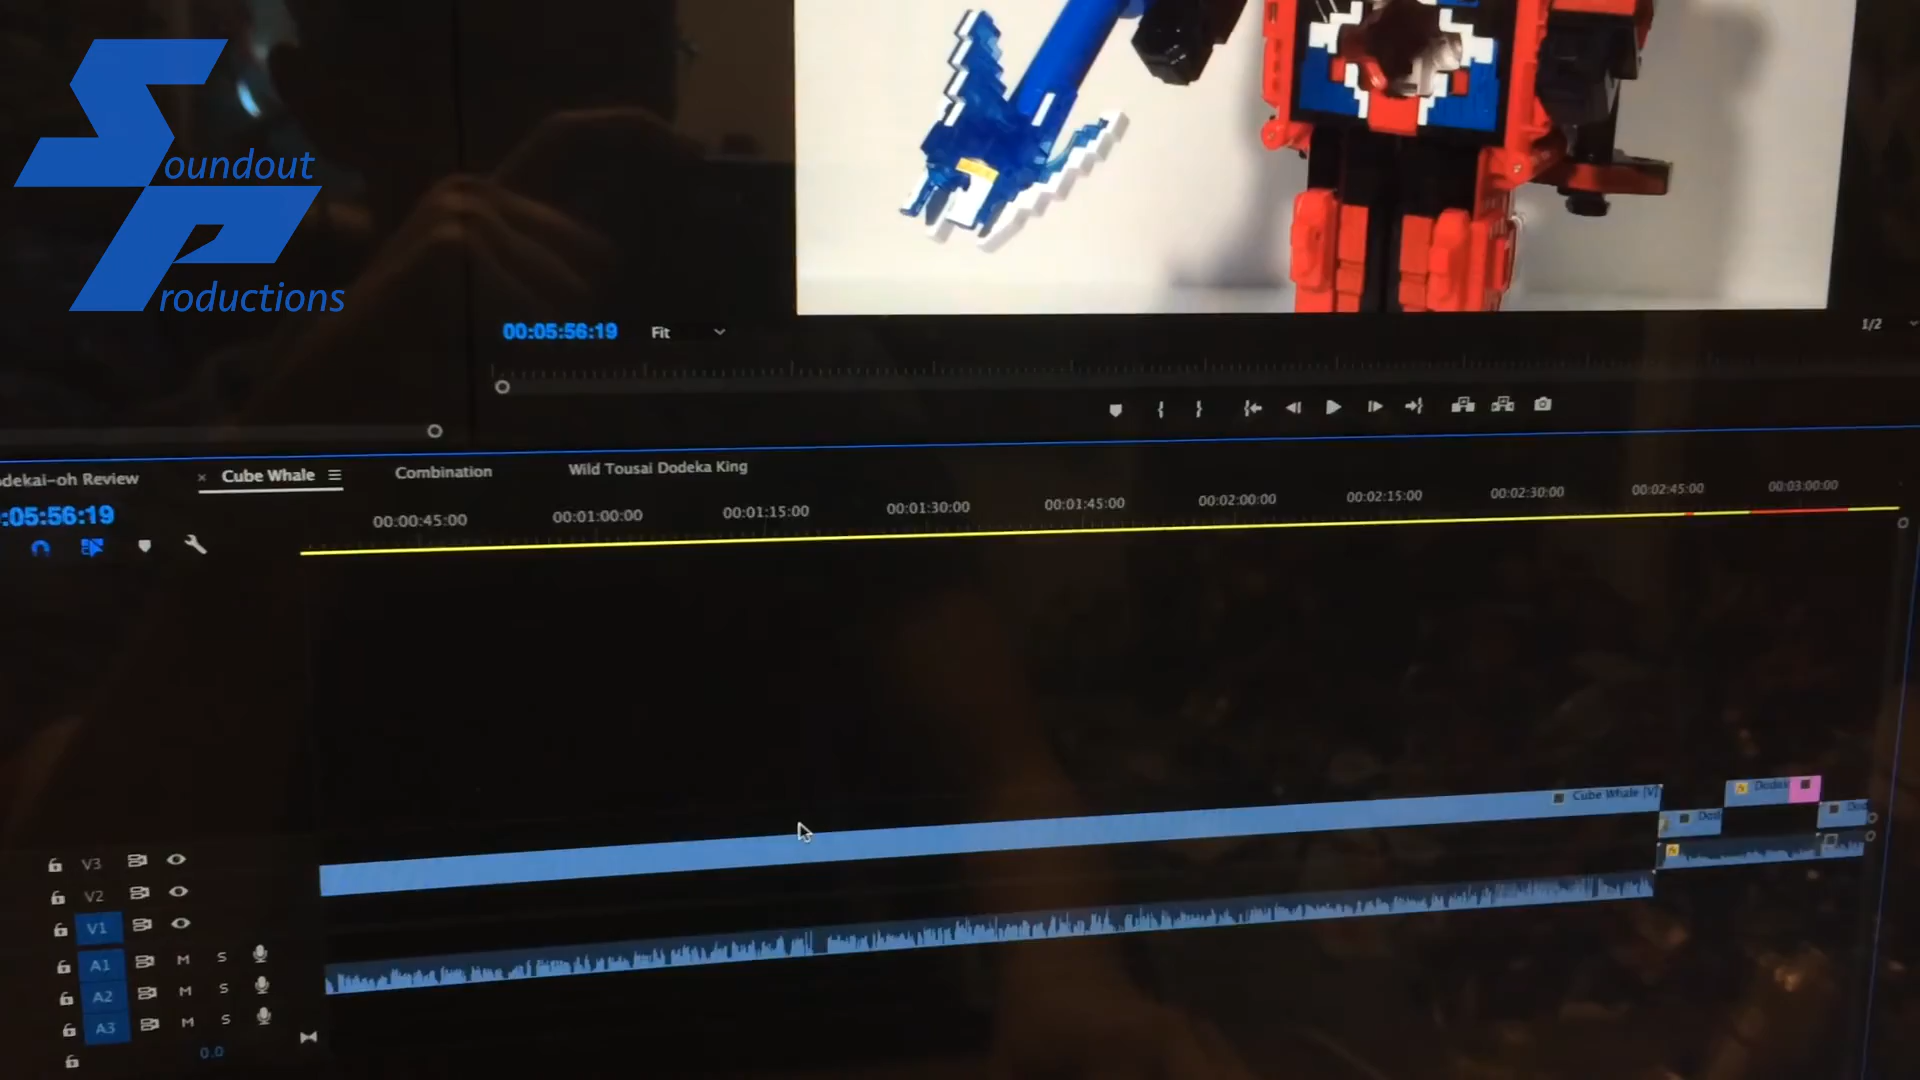 Soundout
Productions
00:05:56:19
Fit
1/2
dekai-oh Review
× Cube Whale
Combination
Wild Tousai Dodeka King
:05:56:19
00:00:45:00
00:01:00:00
00:01:15:00
00:01:30:00
00:01:45:00
00:02:00:00
00:02:15:00
00:02:30:00
00:02:45:00
00:03:00:00
Cube Whale [V]
V3
V2
V1
A1 M S
A2 M S
A3 M S
0.0